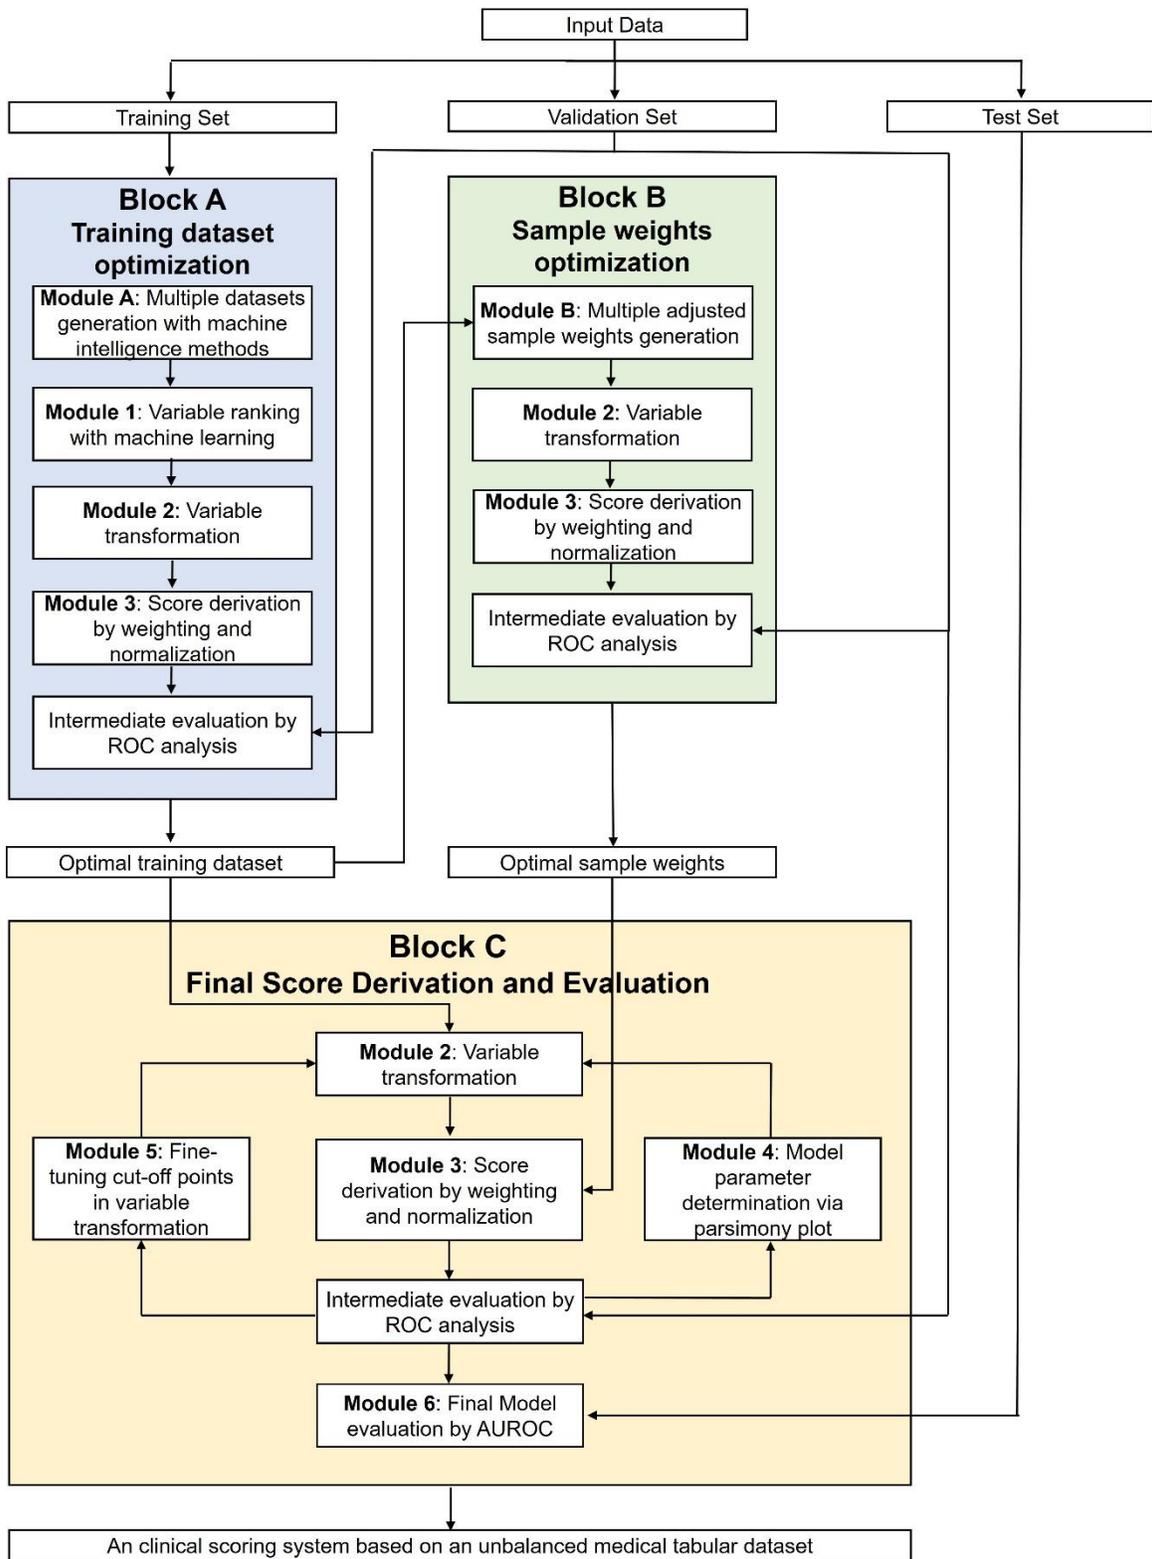 Input Data
Training Set
Validation Set
Test Set
Block A
Training dataset
optimization
Module A: Multiple datasets
generation with machine
intelligence methods
Module 1: Variable ranking
with machine learning
Module 2: Variable
transformation
Module 3: Score derivation
by weighting and
normalization
Intermediate evaluation by
ROC analysis
Block B
Sample weights
optimization
Module B: Multiple adjusted
sample weights generation
Module 2: Variable
transformation
Module 3: Score derivation
by weighting and
normalization
Intermediate evaluation by
ROC analysis
Optimal training dataset
Optimal sample weights
Block C
Final Score Derivation and Evaluation
Module 2: Variable
transformation
Module 5: Fine-
tuning cut-off points
in variable
transformation
Module 3: Score
derivation by weighting
and normalization
Module 4: Model
parameter
determination via
parsimony plot
Intermediate evaluation by
ROC analysis
Module 6: Final Model
evaluation by AUROC
An clinical scoring system based on an unbalanced medical tabular dataset